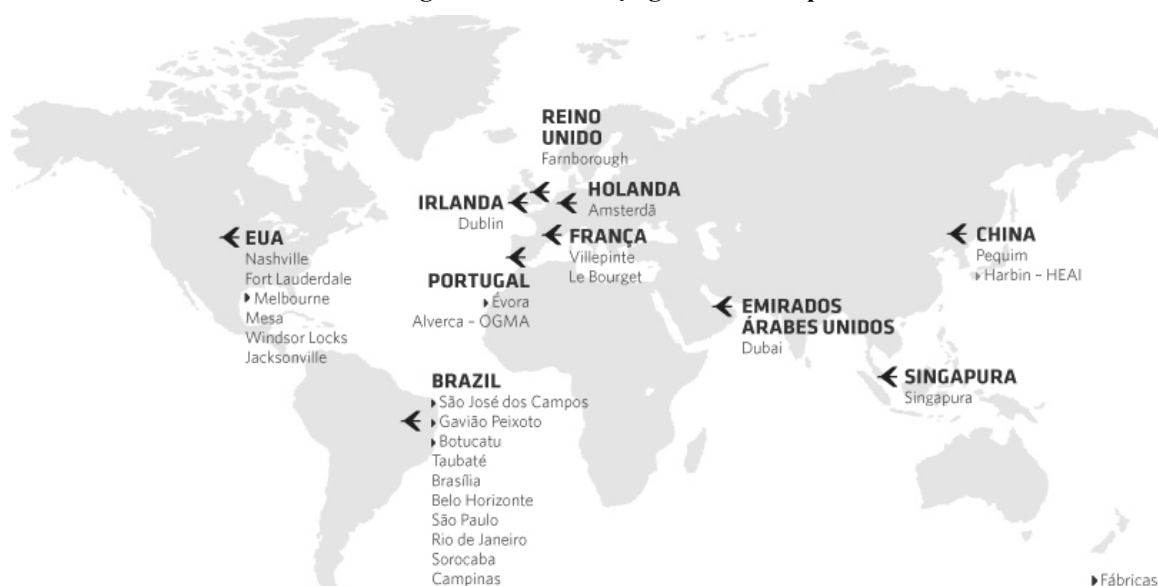 REINO
UNIDO
Farnborough
IRLANDA
Dublin
HOLANDA
Amsterdã
FRANÇA
Villepinte
Le Bourget
PORTUGAL
Évora
Alverca – OGMA
EUA
Nashville
Fort Lauderdale
Melbourne
Mesa
Windsor Locks
Jacksonville
CHINA
Pequim
Harbin – HEAI
EMIRADOS
ÁRABES UNIDOS
Dubai
SINGAPURA
Singapura
BRAZIL
São José dos Campos
Gavião Peixoto
Botucatu
Taubaté
Brasília
Belo Horizonte
São Paulo
Rio de Janeiro
Sorocaba
Campinas
Fábricas